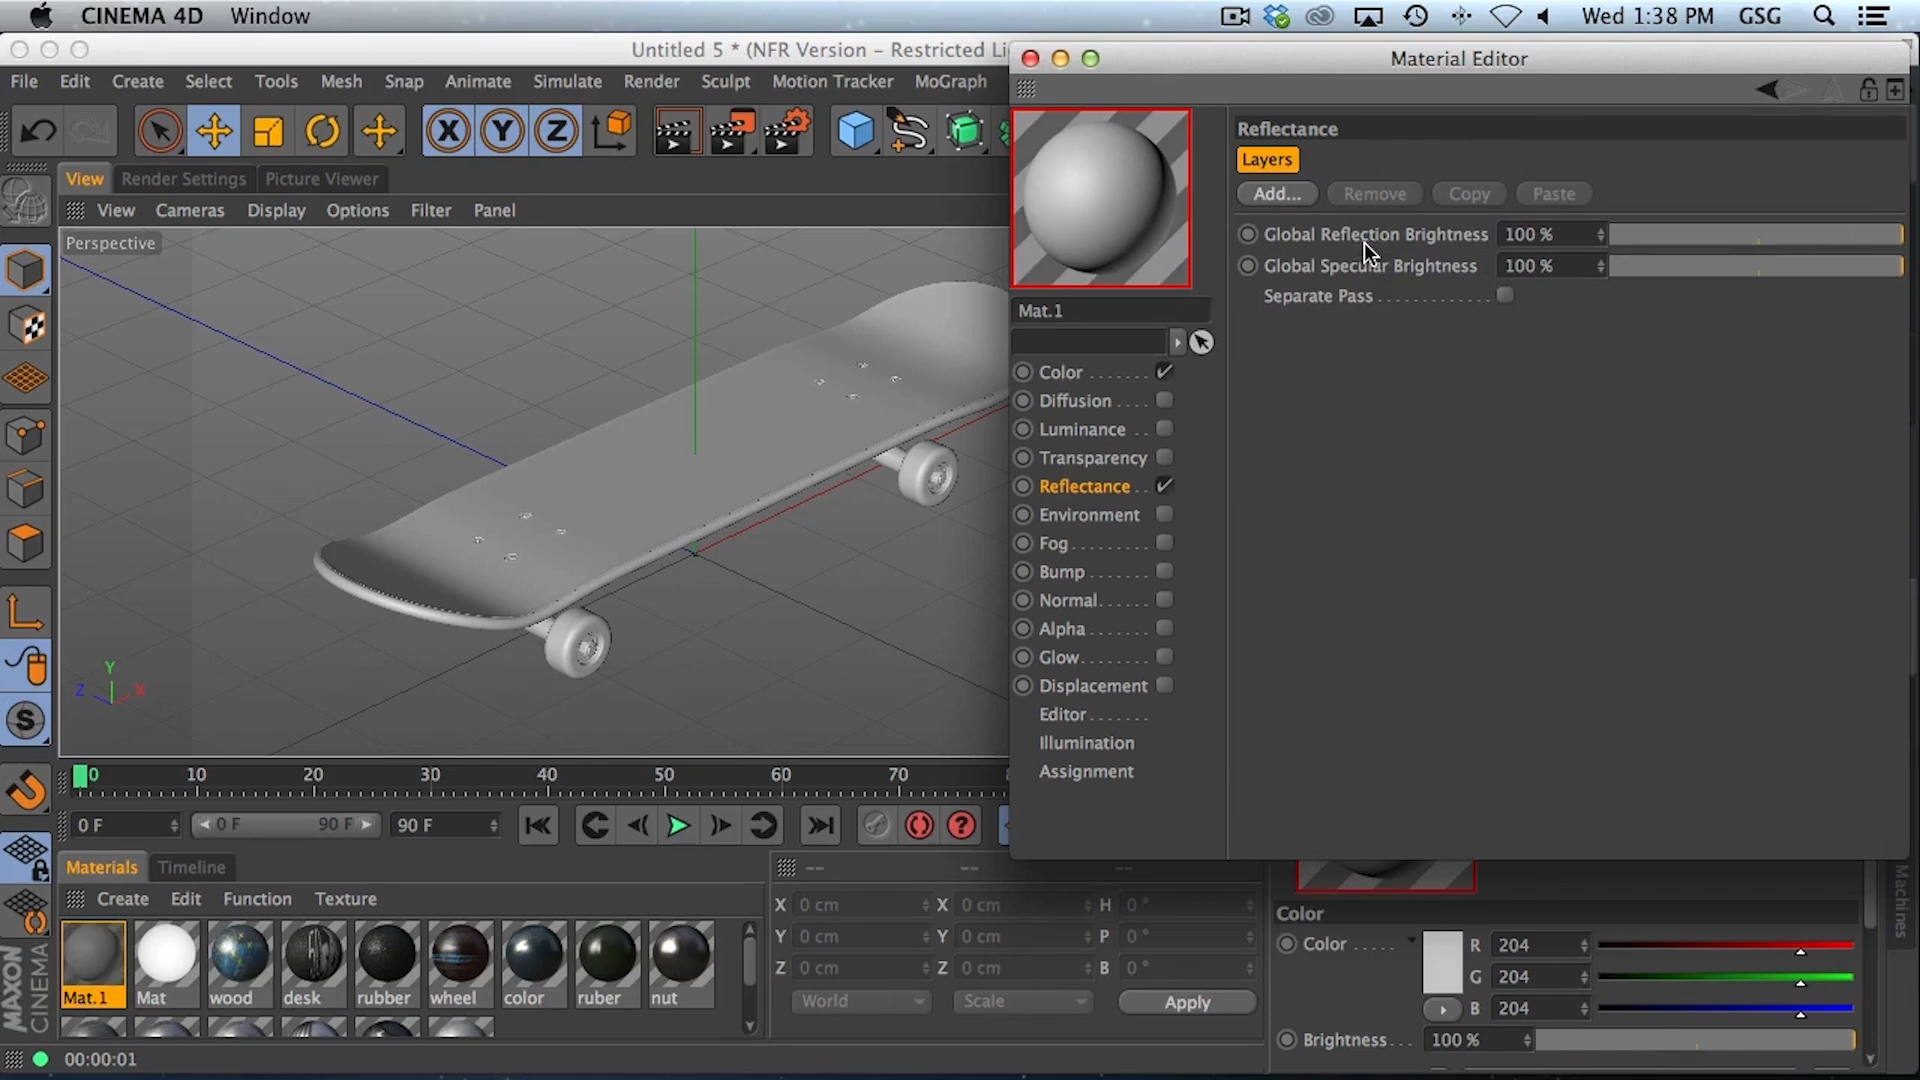 CINEMA 4D Window
Wed 1:38 PM GSG
Untitled 5 * (NFR Version – Restricted Li
File Edit Create Select Tools Mesh Snap Animate Simulate Render Sculpt Motion Tracker MoGraph
X Y Z
View Render Settings Picture Viewer
View Cameras Display Options Filter Panel
Perspective
Y
Z X
S
0 10 20 30 40 50 60 70
0 F 0 F 90 F 90 F
Materials Timeline
Create Edit Function Texture
Mat.1 Mat wood desk rubber wheel color ruber nut
MAXON
CINEMA
00:00:01
-- -- --
X 0 cm X 0 cm H 0 °
Y 0 cm Y 0 cm P 0 °
Z 0 cm Z 0 cm B 0 °
World Scale Apply
Material Editor
Mat.1
Color
Diffusion
Luminance
Transparency
Reflectance
Environment
Fog
Bump
Normal
Alpha
Glow
Displacement
Editor
Illumination
Assignment
Reflectance
Layers
Add... Remove Copy Paste
Global Reflection Brightness 100 %
Global Specular Brightness 100 %
Separate Pass
Color
Color R 204
G 204
B 204
Brightness 100 %
Machines